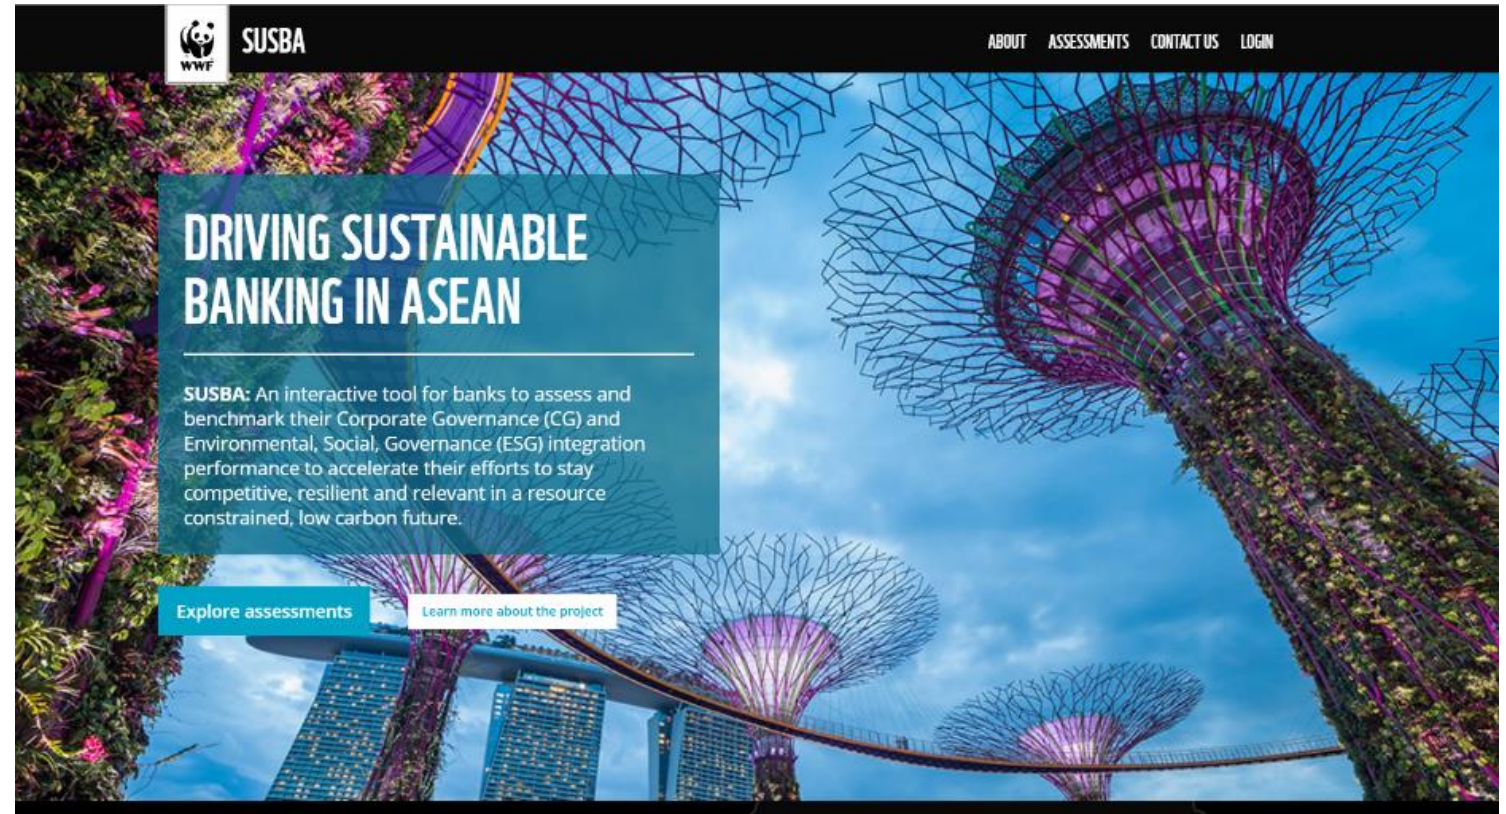 WWF
SUSBA
ABOUT ASSESSMENTS CONTACT US LOGIN
DRIVING SUSTAINABLE
BANKING IN ASEAN
SUSBA: An interactive tool for banks to assess and
benchmark their Corporate Governance (CG) and
Environmental, Social, Governance (ESG) integration
performance to accelerate their efforts to stay
competitive, resilient and relevant in a resource
constrained, low carbon future.
Explore assessments
Learn more about the project